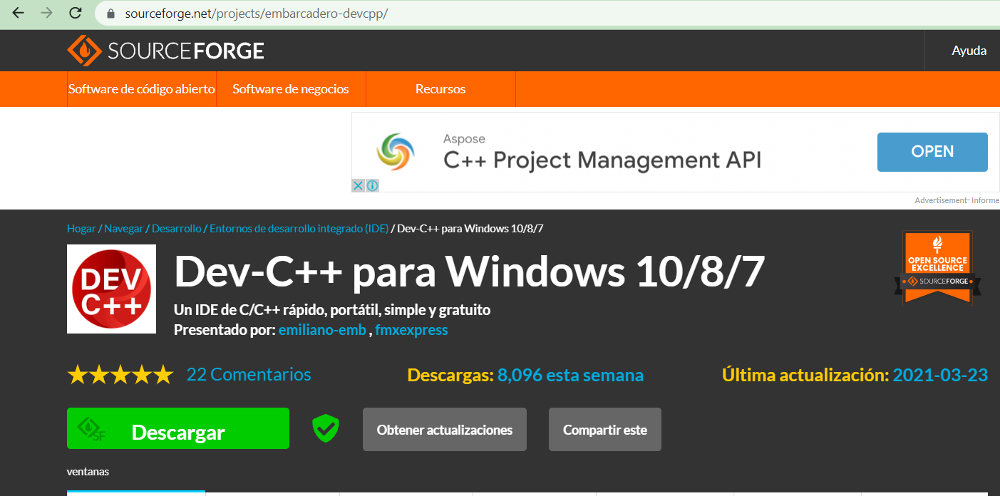 sourceforge.net/projects/embarcadero-devcpp/
SOURCEFORGE
Ayuda
Software de código abierto
Software de negocios
Recursos
Aspose
C++ Project Management API
OPEN
Advertisement- Informe
Hogar / Navegar / Desarrollo / Entornos de desarrollo integrado (IDE) / Dev-C++ para Windows 10/8/7
DEV
C++
Dev-C++ para Windows 10/8/7
Un IDE de C/C++ rápido, portátil, simple y gratuito
Presentado por: emiliano-emb , fmxexpress
OPEN SOURCE
EXCELLENCE
SOURCEFORGE
22 Comentarios
Descargas: 8,096 esta semana
Última actualización: 2021-03-23
SF
Descargar
Obtener actualizaciones
Compartir este
ventanas